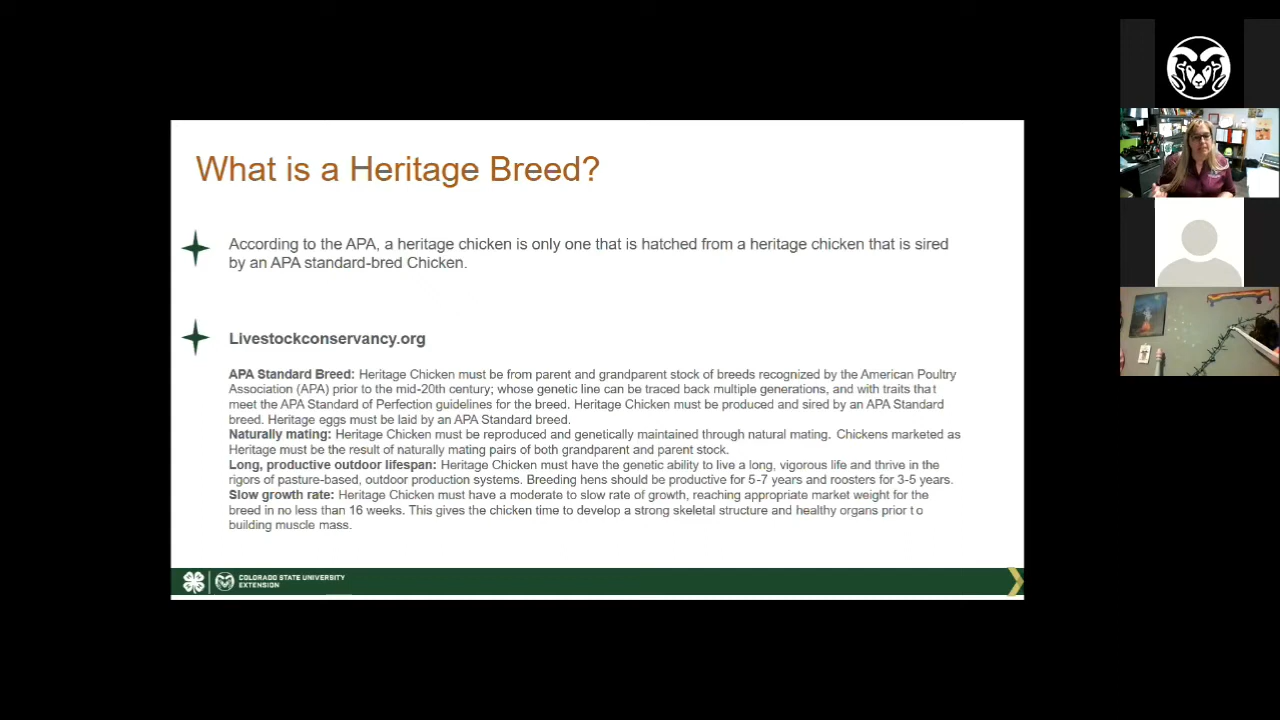 What is a Heritage Breed?
According to the APA, a heritage chicken is only one that is hatched from a heritage chicken that is sired
by an APA standard-bred Chicken.
Livestockconservancy.org
APA Standard Breed: Heritage Chicken must be from parent and grandparent stock of breeds recognized by the American Poultry
Association (APA) prior to the mid-20th century; whose genetic line can be traced back multiple generations, and with traits that
meet the APA Standard of Perfection guidelines for the breed. Heritage Chicken must be produced and sired by an APA Standard
breed. Heritage eggs must be laid by an APA Standard breed.
Naturally mating: Heritage Chicken must be reproduced and genetically maintained through natural mating. Chickens marketed as
Heritage must be the result of naturally mating pairs of both grandparent and parent stock.
Long, productive outdoor lifespan: Heritage Chicken must have the genetic ability to live a long, vigorous life and thrive in the
rigors of pasture-based, outdoor production systems. Breeding hens should be productive for 5-7 years and roosters for 3-5 years.
Slow growth rate: Heritage Chicken must have a moderate to slow rate of growth, reaching appropriate market weight for the
breed in no less than 16 weeks. This gives the chicken time to develop a strong skeletal structure and healthy organs prior to
building muscle mass.
COLORADO STATE UNIVERSITY
EXTENSION